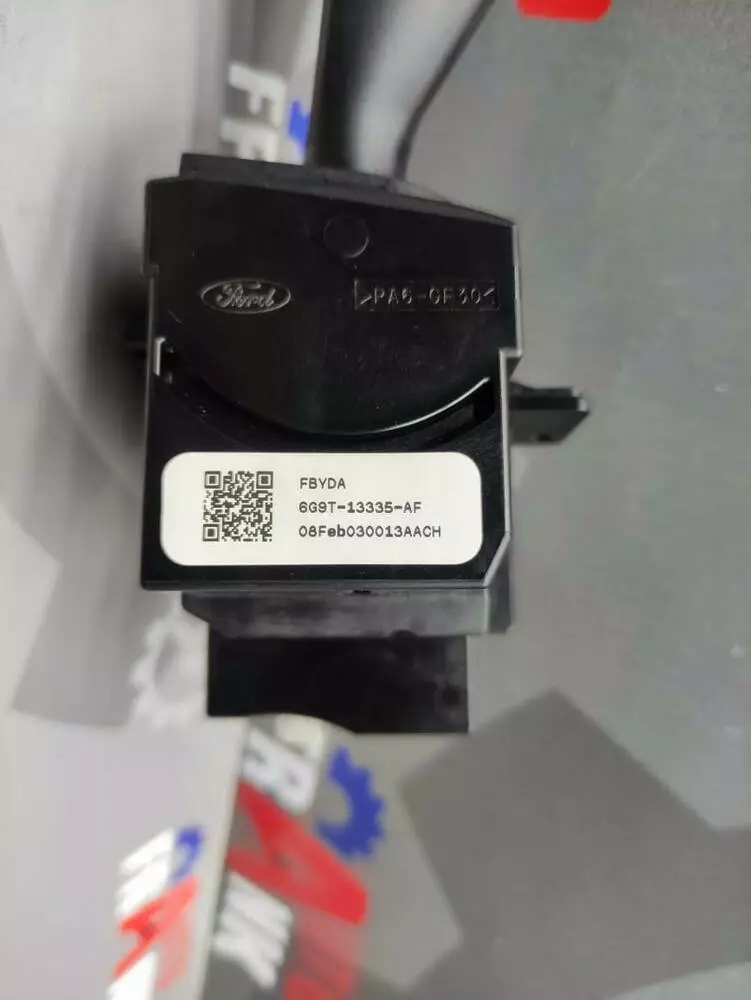 Ford
>PA6-GF30<
FBYDA
6G9T-13335-AF
08Feb030013AACH